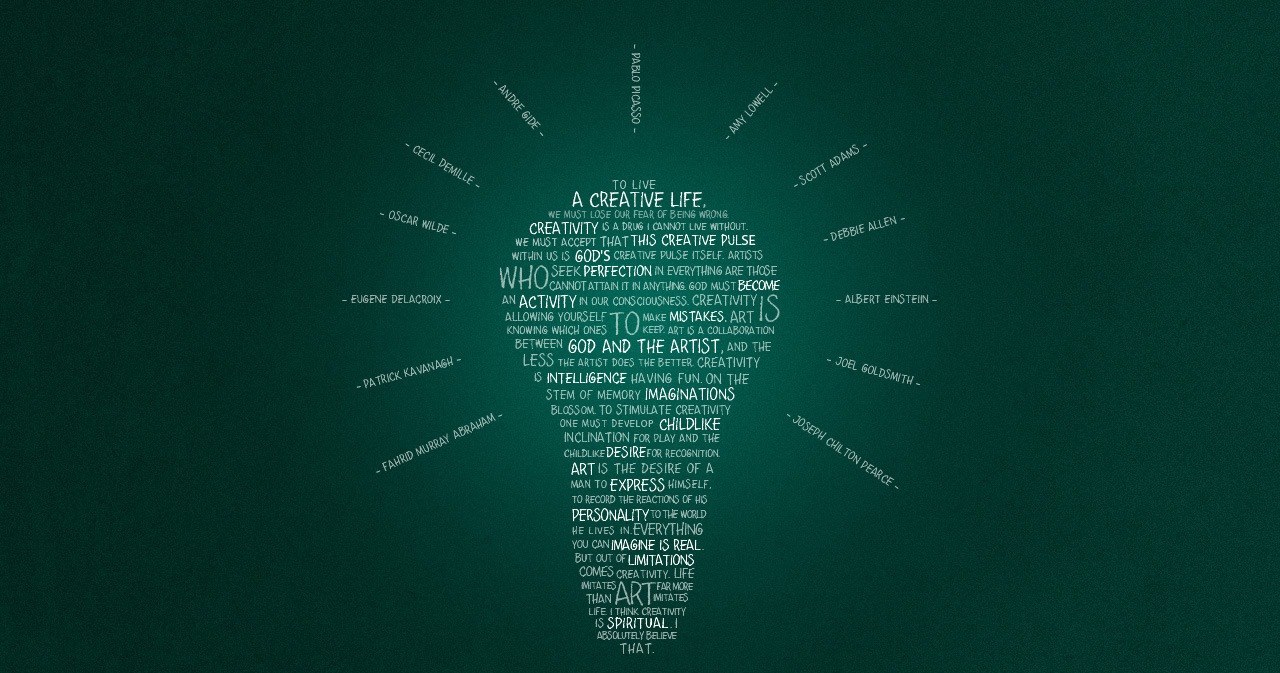 - PABLO PICASSO -
- ANDRE GIDE -
- AMY LOWELL -
- CECIL DEMILLE -
- SCOTT ADAMS -
- OSCAR WILDE -
- DEBBIE ALLEN -
- EUGENE DELACROIX -
- ALBERT EINSTEIN -
- PATRICK KAVANAGH -
- JOEL GOLDSMITH -
- FAHRID MURRAY ABRAHAM -
- JOSEPH CHILTON PEARCE -
TO LIVE
A CREATIVE LIFE,
WE MUST LOSE OUR FEAR OF BEING WRONG.
CREATIVITY IS A DRUG I CANNOT LIVE WITHOUT.
WE MUST ACCEPT THAT THIS CREATIVE PULSE
WITHIN US IS GOD'S CREATIVE PULSE ITSELF. ARTISTS
WHO SEEK PERFECTION IN EVERYTHING ARE THOSE
CANNOT ATTAIN IT IN ANYTHING. GOD MUST BECOME
AN ACTIVITY IN OUR CONSCIOUSNESS. CREATIVITY IS
ALLOWING YOURSELF TO MAKE MISTAKES. ART
KNOWING WHICH ONES KEEP. ART IS A COLLABORATION
BETWEEN GOD AND THE ARTIST, AND THE
LESS THE ARTIST DOES THE BETTER. CREATIVITY
IS INTELLIGENCE HAVING FUN. ON THE
STEM OF MEMORY IMAGINATIONS
BLOSSOM. TO STIMULATE CREATIVITY
ONE MUST DEVELOP CHILDLIKE
INCLINATION FOR PLAY AND THE
CHILDLIKE DESIRE FOR RECOGNITION.
ART IS THE DESIRE OF A
MAN TO EXPRESS HIMSELF,
TO RECORD THE REACTIONS OF HIS
PERSONALITY TO THE WORLD
HE LIVES IN. EVERYTHING
YOU CAN IMAGINE IS REAL.
BUT OUT OF LIMITATIONS
COMES CREATIVITY. LIFE
IMITATES ART FAR MORE
THAN IMITATES
LIFE. I THINK CREATIVITY
IS SPIRITUAL. I
ABSOLUTELY BELIEVE
THAT.